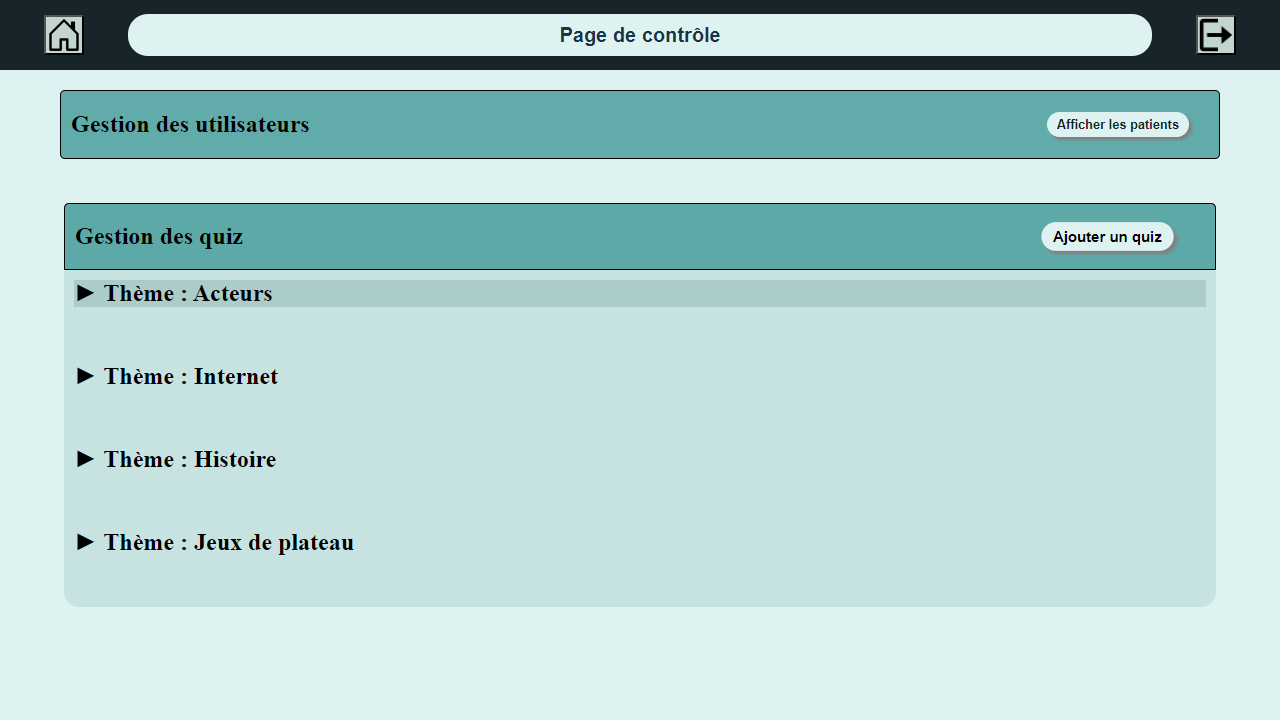 Page de contrôle
Gestion des utilisateurs
Afficher les patients
Gestion des quiz
Ajouter un quiz
► Thème : Acteurs
► Thème : Internet
► Thème : Histoire
► Thème : Jeux de plateau